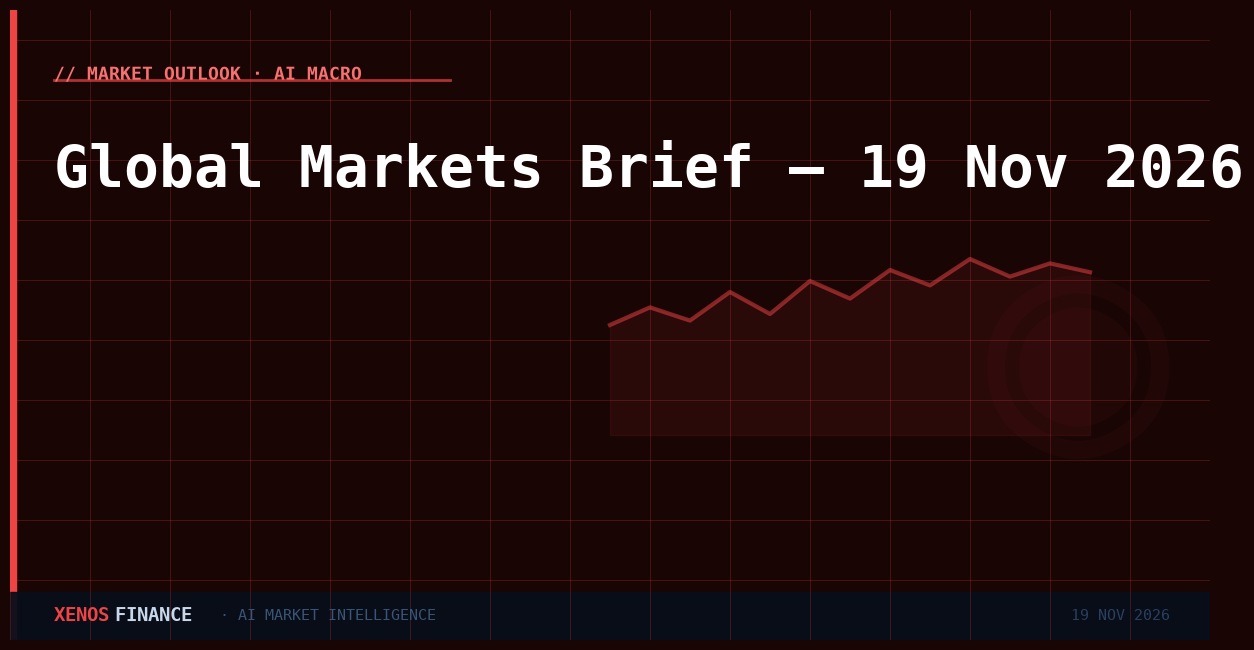 // MARKET OUTLOOK · AI MACRO
Global Markets Brief — 19 Nov 2026
XENOS FINANCE · AI MARKET INTELLIGENCE 19 NOV 2026